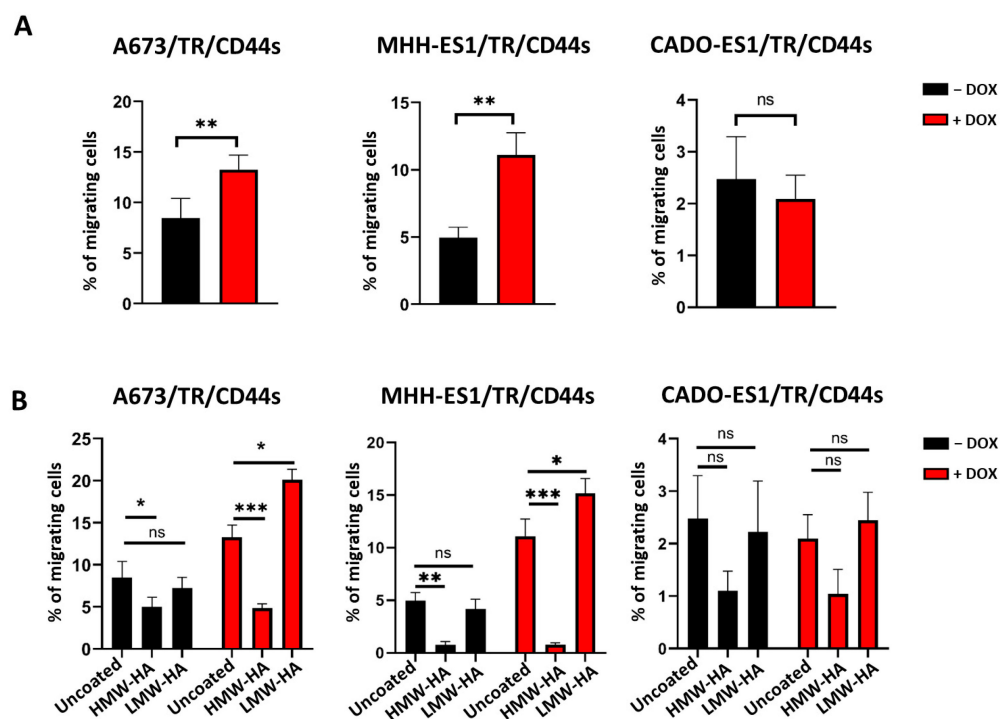 A
A673/TR/CD44s
MHH-ES1/TR/CD44s
CADO-ES1/TR/CD44s
% of migrating cells
20
15
10
5
0
**
% of migrating cells
15
10
5
0
**
% of migrating cells
4
3
2
1
0
ns
– DOX
+ DOX
B
A673/TR/CD44s
MHH-ES1/TR/CD44s
CADO-ES1/TR/CD44s
% of migrating cells
25
20
15
10
5
0
*
ns
*
***
Uncoated
HMW-HA
LMW-HA
Uncoated
HMW-HA
LMW-HA
% of migrating cells
20
15
10
5
0
ns
**
*
***
Uncoated
HMW-HA
LMW-HA
Uncoated
HMW-HA
LMW-HA
% of migrating cells
4
3
2
1
0
ns
ns
ns
ns
Uncoated
HMW-HA
LMW-HA
Uncoated
HMW-HA
LMW-HA
– DOX
+ DOX